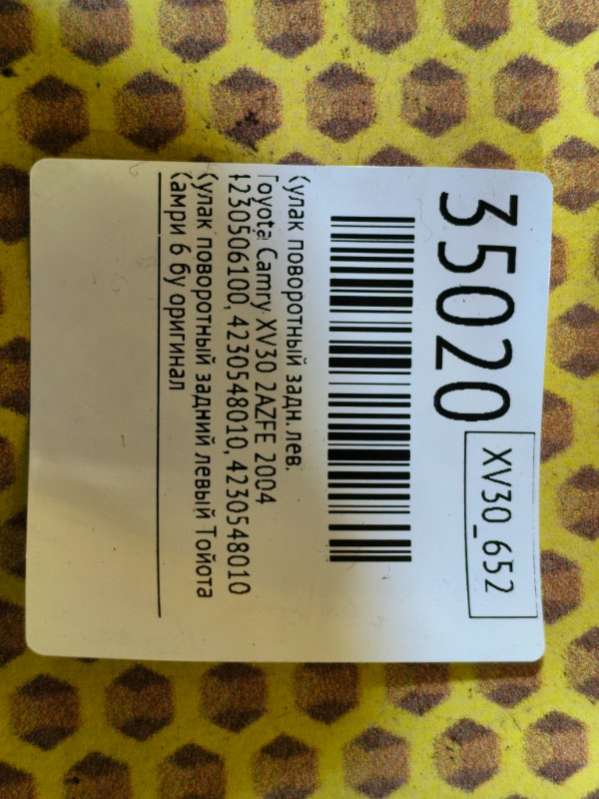 35020
XV30_652
Кулак поворотный задн. лев.
Toyota Camry XV30 2AZFE 2004
4230506100, 4230548010, 4230548010
Кулак поворотный задний левый Тойота
Камри 6 бу оригинал